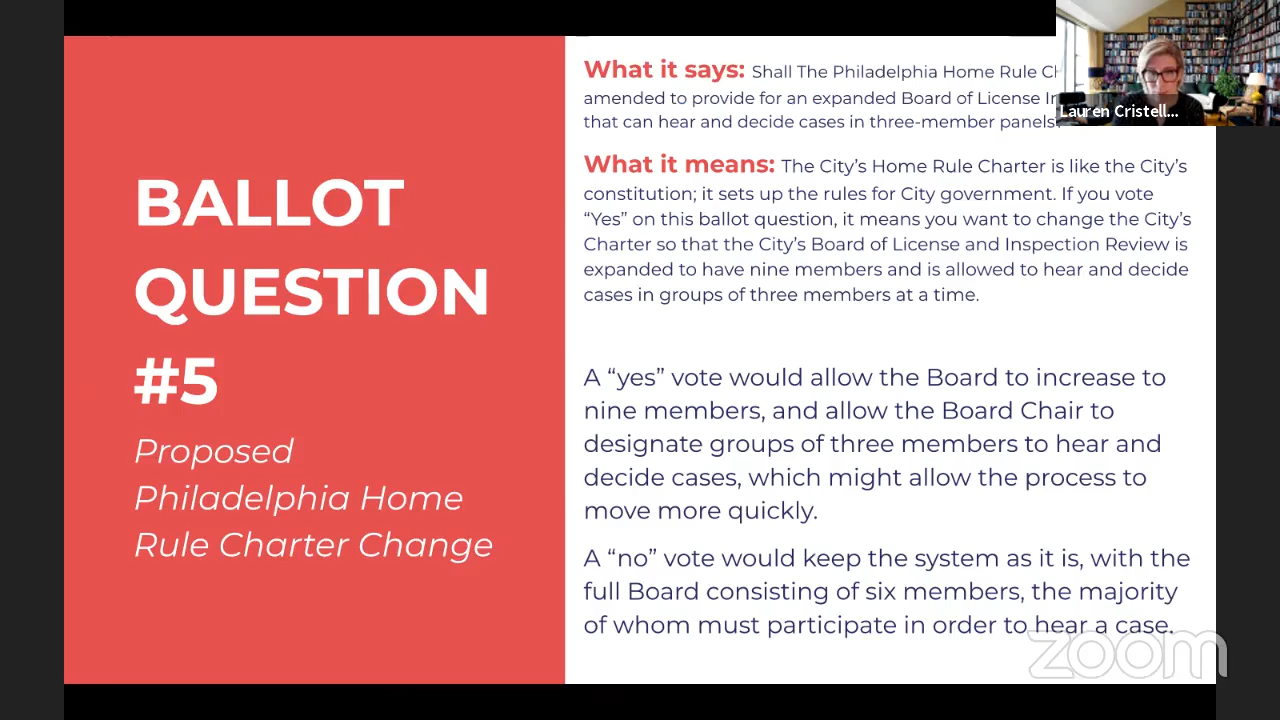 BALLOT
QUESTION
#5
Proposed
Philadelphia Home
Rule Charter Change
What it says: Shall The Philadelphia Home Rule
amended to provide for an expanded Board of License
that can hear and decide cases in three-member panels?
What it means: The City’s Home Rule Charter is like the City’s
constitution; it sets up the rules for City government. If you vote
“Yes” on this ballot question, it means you want to change the City’s
Charter so that the City’s Board of License and Inspection Review is
expanded to have nine members and is allowed to hear and decide
cases in groups of three members at a time.
A “yes” vote would allow the Board to increase to
nine members, and allow the Board Chair to
designate groups of three members to hear and
decide cases, which might allow the process to
move more quickly.
A “no” vote would keep the system as it is, with the
full Board consisting of six members, the majority
of whom must participate in order to hear a case.
Lauren Cristell...
zoom